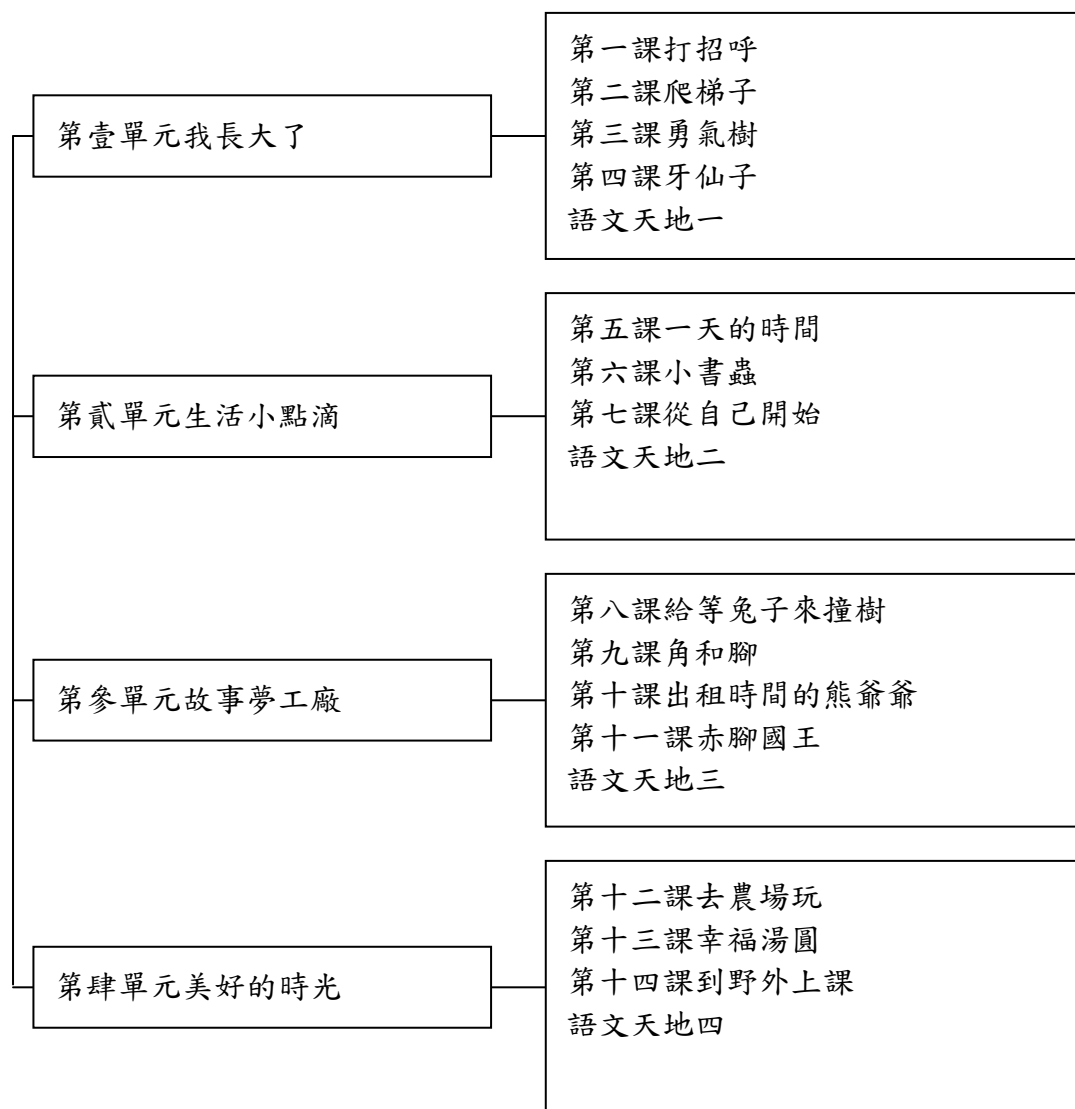 第壹單元我長大了
第一課打招呼
第二課爬梯子
第三課勇氣樹
第四課牙仙子
語文天地一
第貳單元生活小點滴
第五課一天的時間
第六課小書蟲
第七課從自己開始
語文天地二
第參單元故事夢工廠
第八課給等兔子來撞樹
第九課角和腳
第十課出租時間的熊爺爺
第十一課赤腳國王
語文天地三
第肆單元美好的時光
第十二課去農場玩
第十三課幸福湯圓
第十四課到野外上課
語文天地四